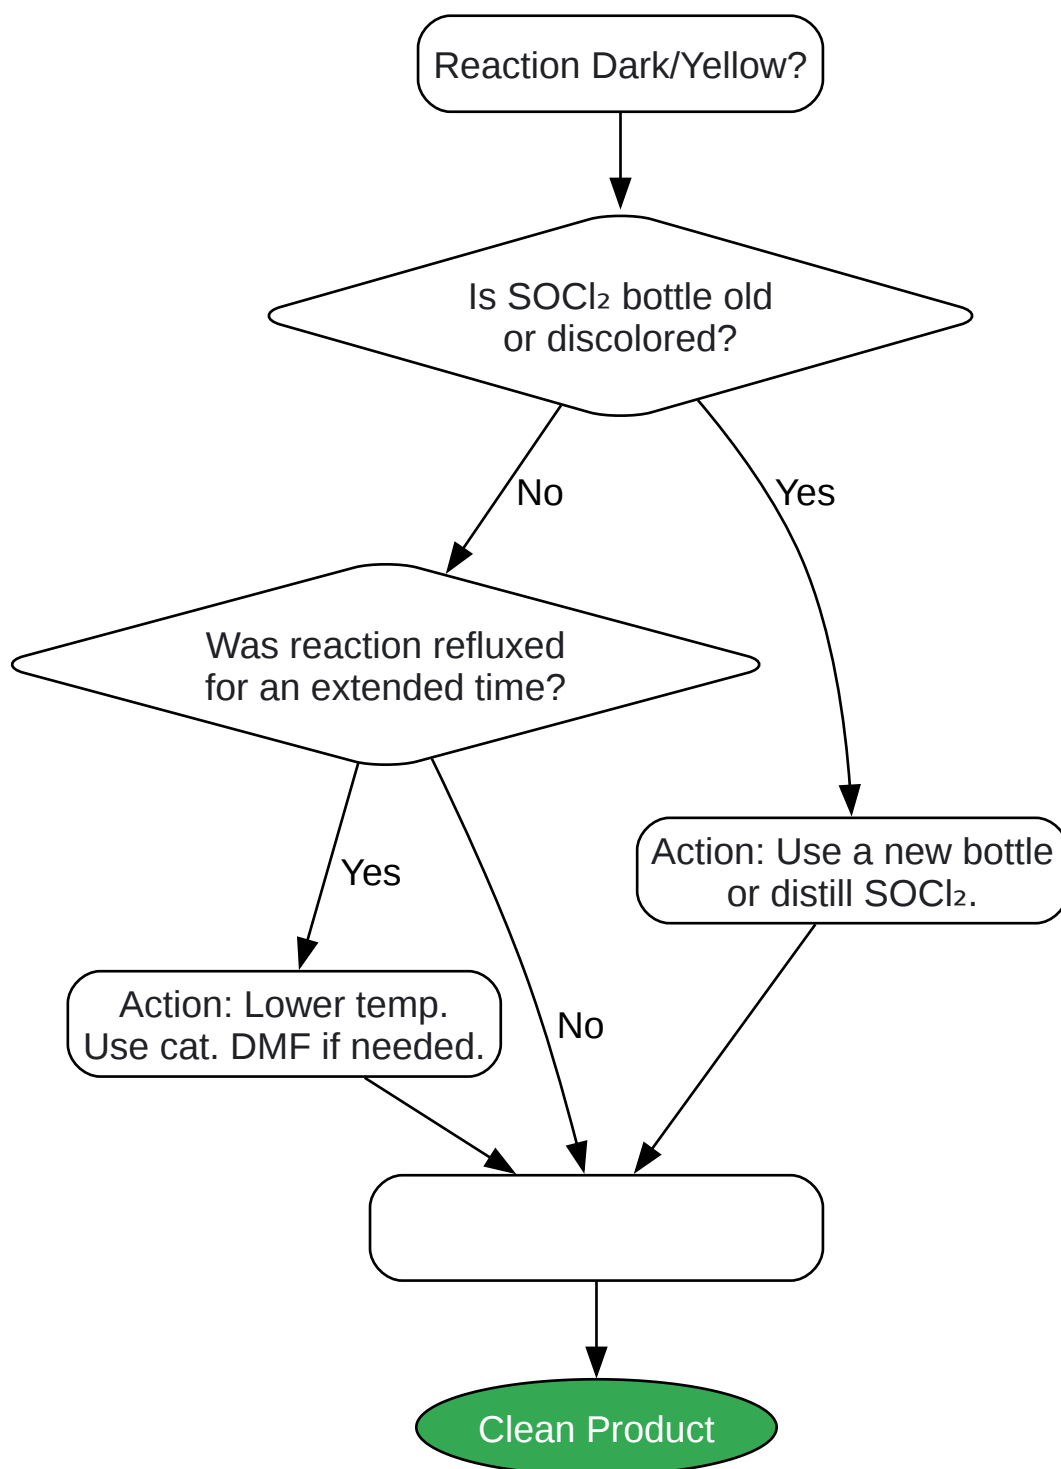 Reaction Dark/Yellow?
Is SOCl₂ bottle old
or discolored?
No
Yes
Was reaction refluxed
for an extended time?
Action: Use a new bottle
or distill SOCl₂.
Yes
Action: Lower temp.
Use cat. DMF if needed.
No
Clean Product